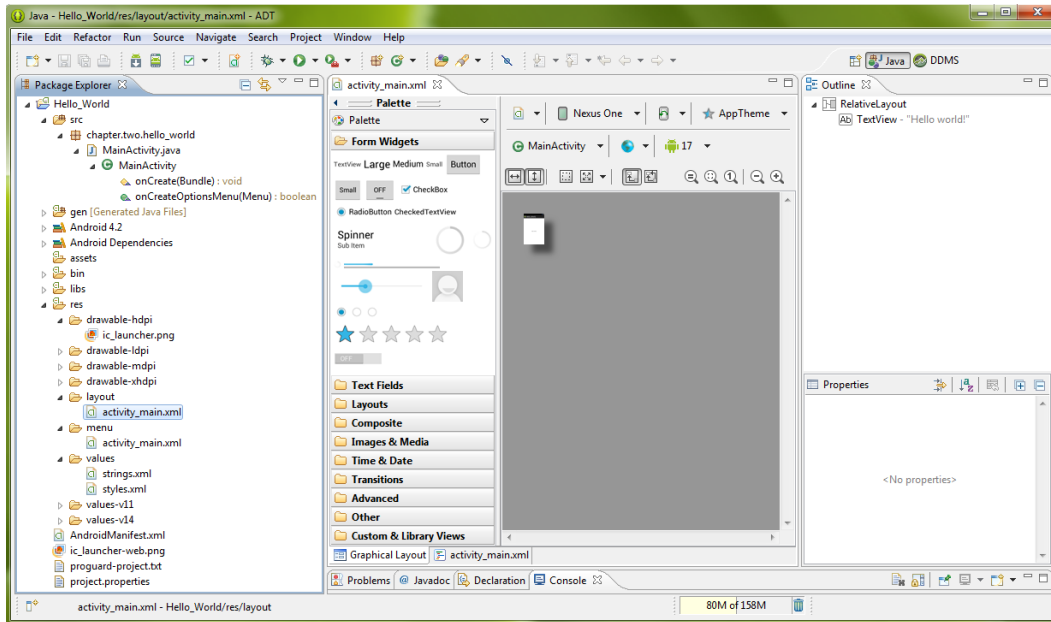 Java - Hello_World/res/layout/activity_main.xml - ADT
File Edit Refactor Run Source Navigate Search Project Window Help
Java DDMS
Package Explorer
Hello_World
src
chapter.two.hello_world
MainActivity.java
MainActivity
onCreate(Bundle) : void
onCreateOptionsMenu(Menu) : boolean
gen [Generated Java Files]
Android 4.2
Android Dependencies
assets
bin
libs
res
drawable-hdpi
ic_launcher.png
drawable-ldpi
drawable-mdpi
drawable-xhdpi
layout
activity_main.xml
menu
activity_main.xml
values
strings.xml
styles.xml
values-v11
values-v14
AndroidManifest.xml
ic_launcher-web.png
proguard-project.txt
project.properties
activity_main.xml
Palette
Palette
Form Widgets
TextView Large Medium Small Button
Small OFF CheckBox
RadioButton CheckedTextView
Spinner
Sub Item
OFF
Text Fields
Layouts
Composite
Images & Media
Time & Date
Transitions
Advanced
Other
Custom & Library Views
Graphical Layout activity_main.xml
Nexus One AppTheme
MainActivity 17
Outline
RelativeLayout
Ab TextView - "Hello world!"
Properties
<No properties>
Problems @ Javadoc Declaration Console
activity_main.xml - Hello_World/res/layout
80M of 158M